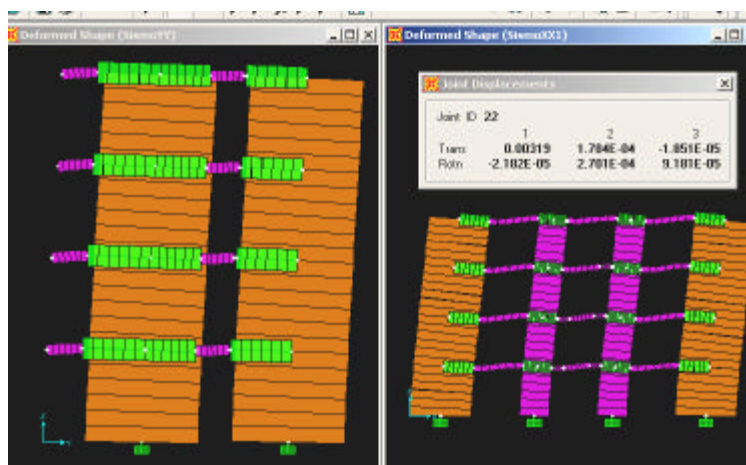 Deformed Shape (SismoYY)
Deformed Shape (SismoXX1)
Joint Displacements
Joint ID 22
1 2 3
Trans 0.00319 1.784E-04 -1.851E-05
Rotn -2.182E-05 2.701E-04 9.181E-05